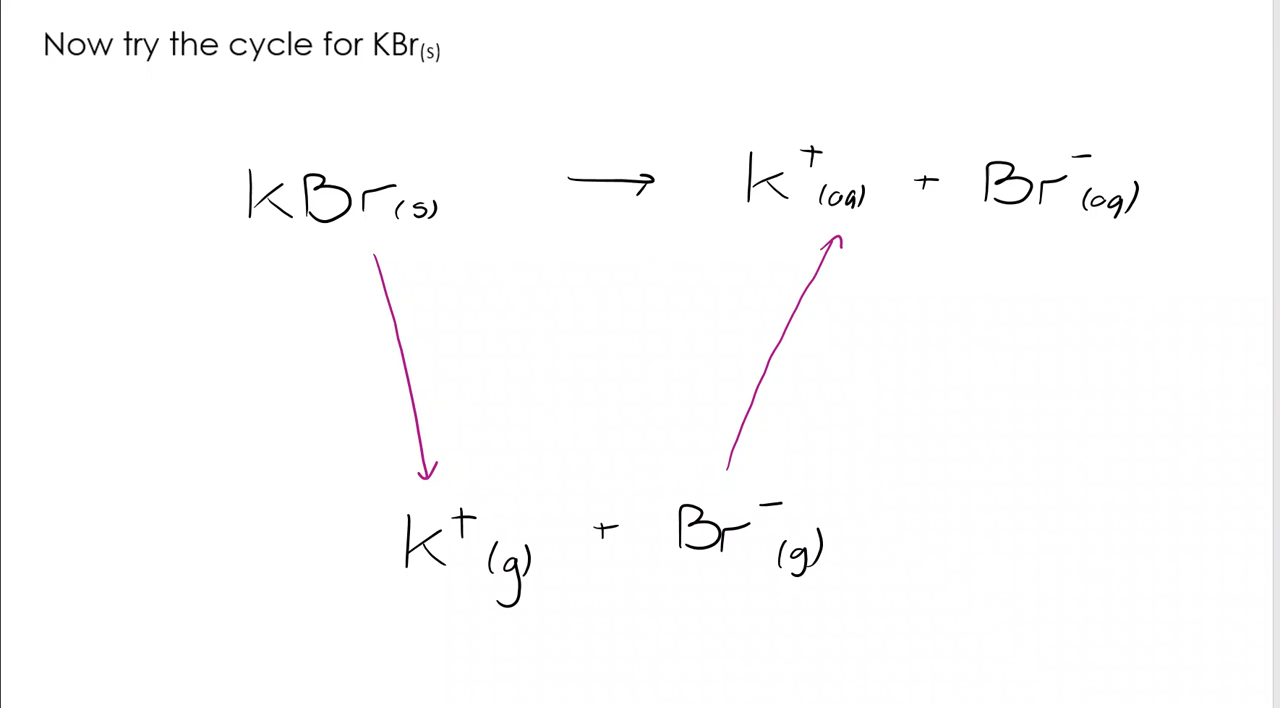 Now try the cycle for KBr(s)
KBr(s) → K⁺(aq) + Br⁻(aq)
K⁺(g) + Br⁻(g)